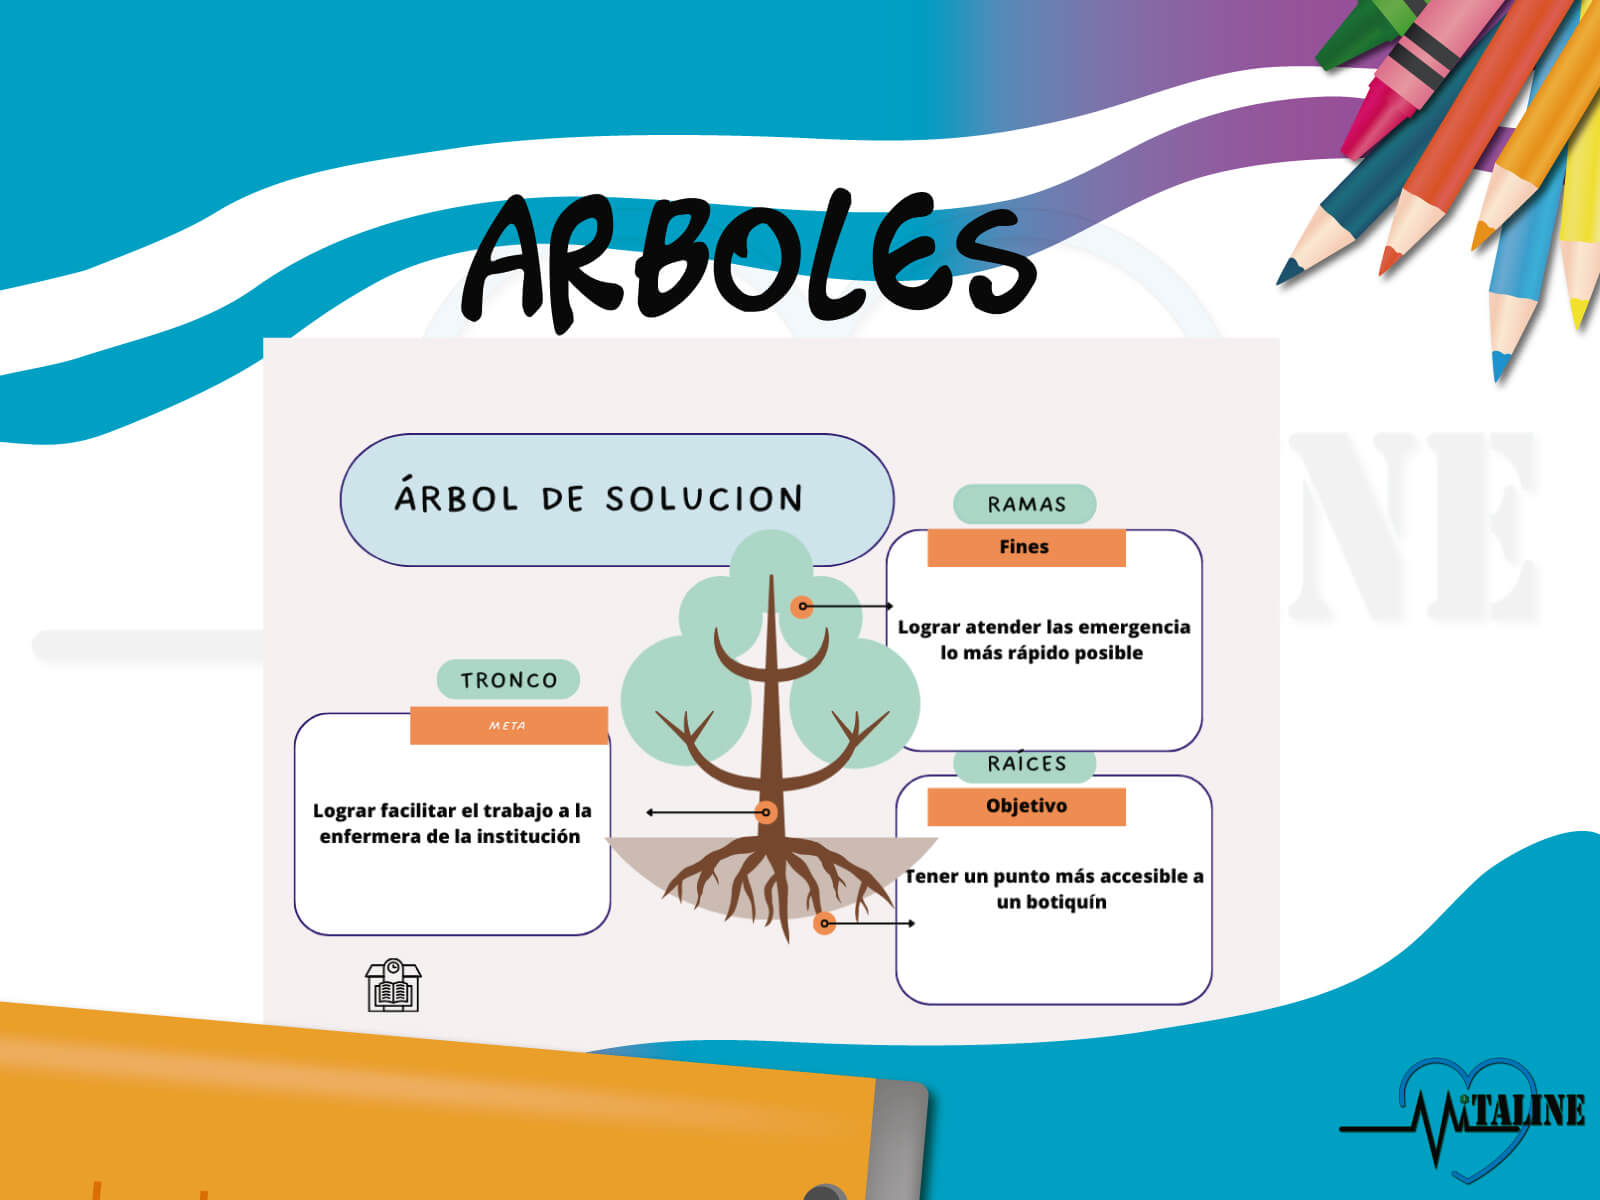 ARBOLES
ÁRBOL DE SOLUCION
RAMAS
Fines
Lograr atender las emergencia
lo más rápido posible
TRONCO
META
Lograr facilitar el trabajo a la
enfermera de la institución
RAÍCES
Objetivo
Tener un punto más accesible a
un botiquín
NE
ViTALINE